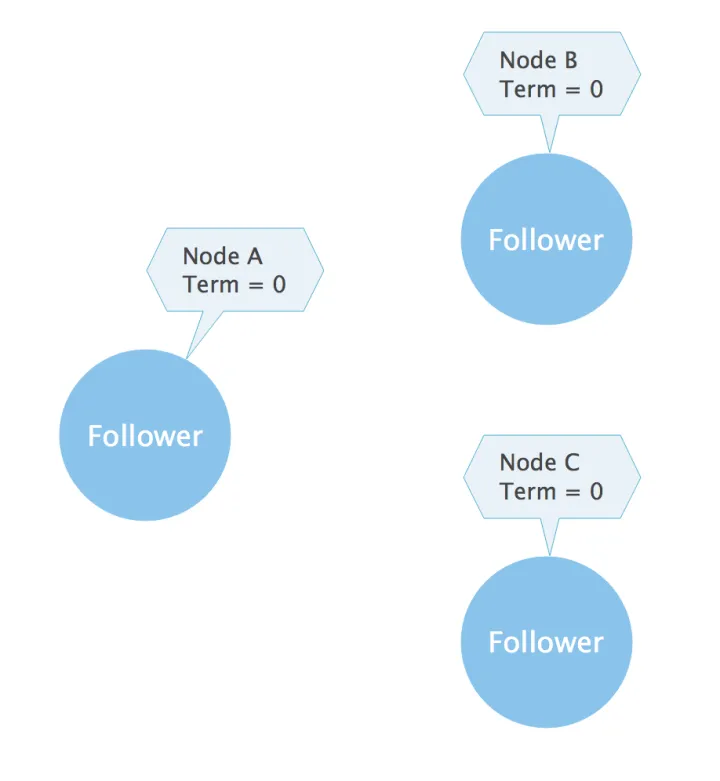 Node B
Term = 0
Follower
Node A
Term = 0
Follower
Node C
Term = 0
Follower